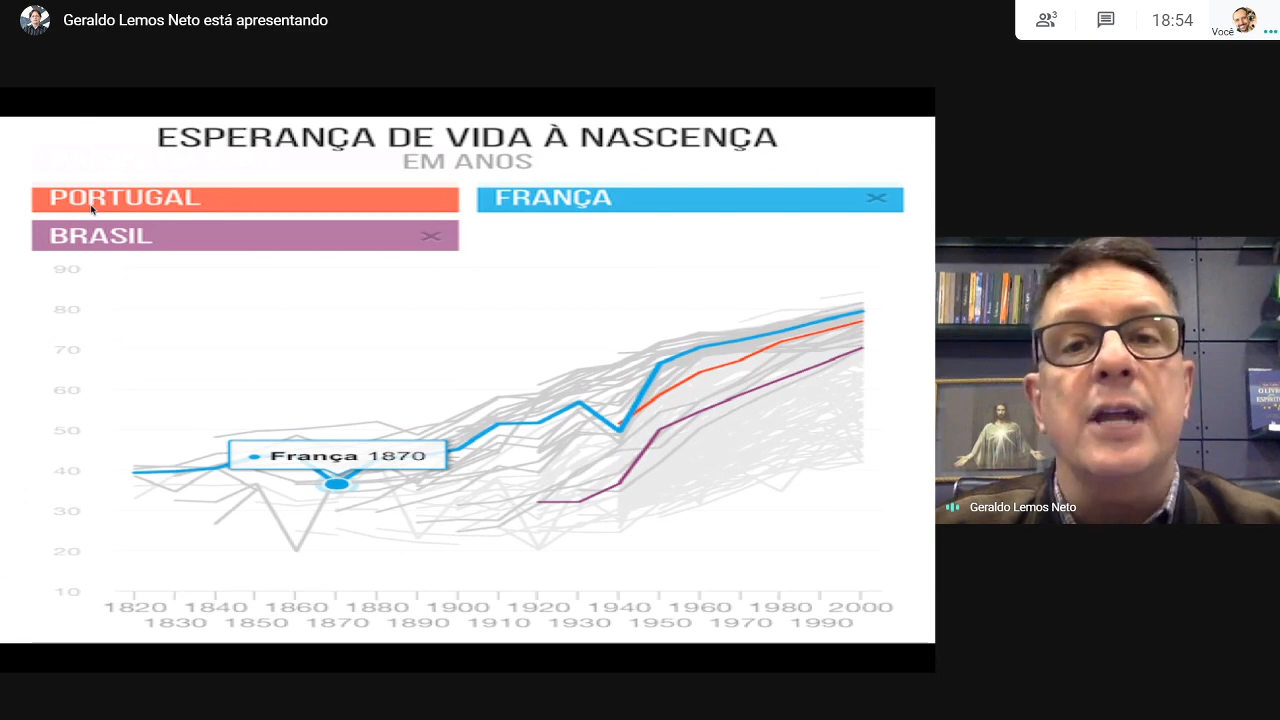 Geraldo Lemos Neto está apresentando
3
18:54
Você
ESPERANÇA DE VIDA À NASCENÇA
EM ANOS
PORTUGAL
FRANÇA
BRASIL
90
80
70
60
50
40
30
20
10
França 1870
1820 1840 1860 1880 1900 1920 1940 1960 1980 2000
1830 1850 1870 1890 1910 1930 1950 1970 1990
O LIVRO
Geraldo Lemos Neto